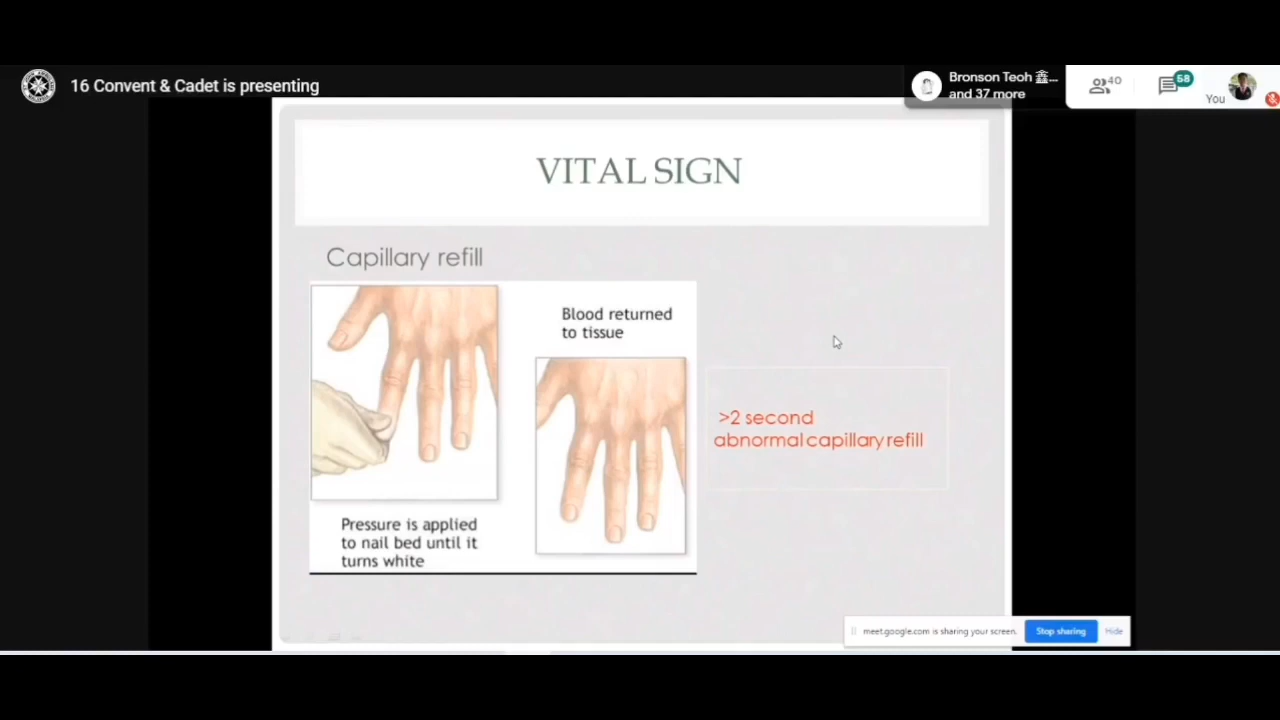 16 Convent & Cadet is presenting
Bronson Teoh 鑫...
and 37 more
40
58
You
VITAL SIGN
Capillary refill
Blood returned
to tissue
>2 second
abnormal capillary refill
Pressure is applied
to nail bed until it
turns white
meet.google.com is sharing your screen.
Stop sharing
Hide